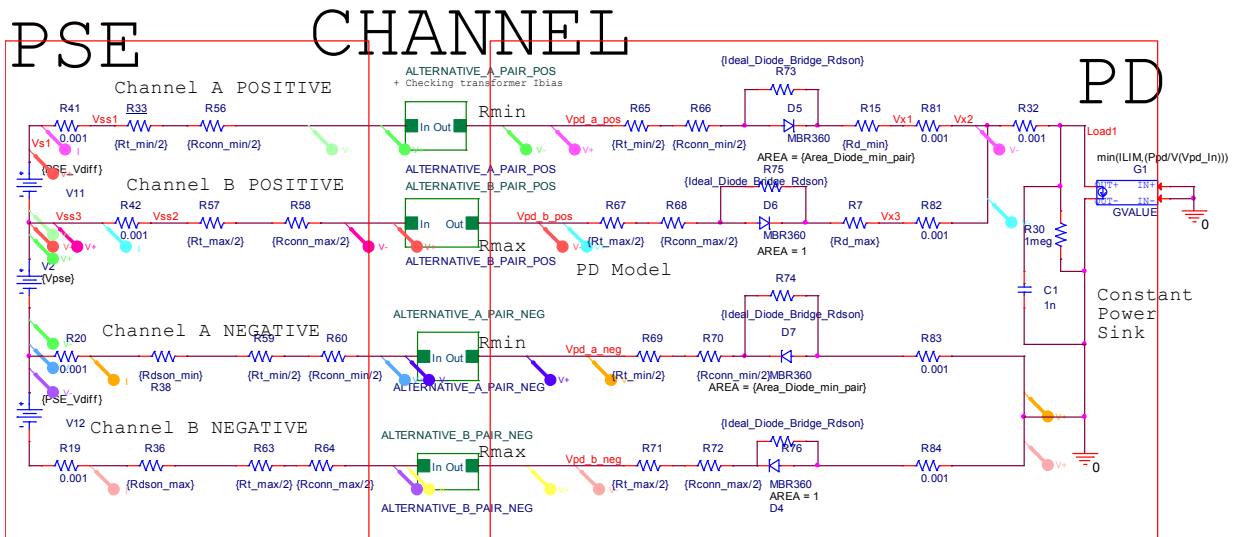 PSE
CHANNEL
PD
Channel A POSITIVE
ALTERNATIVE_A_PAIR_POS
+ Checking transformer Ibias
{Ideal_Diode_Bridge_Rdson}
R73
R41
Vss1
R33
R56
In Out
Rmin
Vpd_a_pos
R65
R66
D5
R15
Vx1
R81
Vx2
R32
Load1
0.001
{Rt_min/2}
{Rconn_min/2}
V-
V+
V-
V+
{Rt_min/2}
{Rconn_min/2}
MBR360
{Rd_min}
0.001
V-
0.001
Vs1
I
AREA = {Area_Diode_min_pair}
min(ILIM,(Ppd/V(Vpd_In)))
G1
OUT+ IN+
OUT- IN-
GVALUE
0
{PSE_Vdiff}
V11
Channel B POSITIVE
ALTERNATIVE_B_PAIR_POS
{Ideal_Diode_Bridge_Rdson}
R75
Vss3
R42
Vss2
R57
R58
In Out
Vpd_b_pos
R67
R68
D6
R7
Vx3
R82
0.001
{Rt_max/2}
{Rconn_max/2}
Rmax
{Rt_max/2}
{Rconn_max/2}
MBR360
{Rd_max}
0.001
R30
1meg
V+
I
V-
V+
AREA = 1
ALTERNATIVE_B_PAIR_POS
PD Model
V2
{Vpse}
R74
{Ideal_Diode_Bridge_Rdson}
C1
1n
Constant
Power
Sink
Channel A NEGATIVE
ALTERNATIVE_A_PAIR_NEG
R20
R59
R60
In Out
Rmin
Vpd_a_neg
R69
R70
D7
R83
0.001
{Rdson_min}
R38
{Rt_min/2}
{Rconn_min/2}
V+
{Rt_min/2}
{Rconn_min/2}
MBR360
0.001
AREA = {Area_Diode_min_pair}
ALTERNATIVE_A_PAIR_NEG
{PSE_Vdiff}
V12
Channel B NEGATIVE
ALTERNATIVE_B_PAIR_NEG
{Ideal_Diode_Bridge_Rdson}
R19
R36
R63
R64
In Out
Rmax
Vpd_b_neg
R71
R72
R76
R84
0.001
{Rdson_max}
{Rt_max/2}
{Rconn_max/2}
{Rt_max/2}
{Rconn_max/2}
MBR360
0.001
V+
0
I
V+
V+
AREA = 1
D4
ALTERNATIVE_B_PAIR_NEG